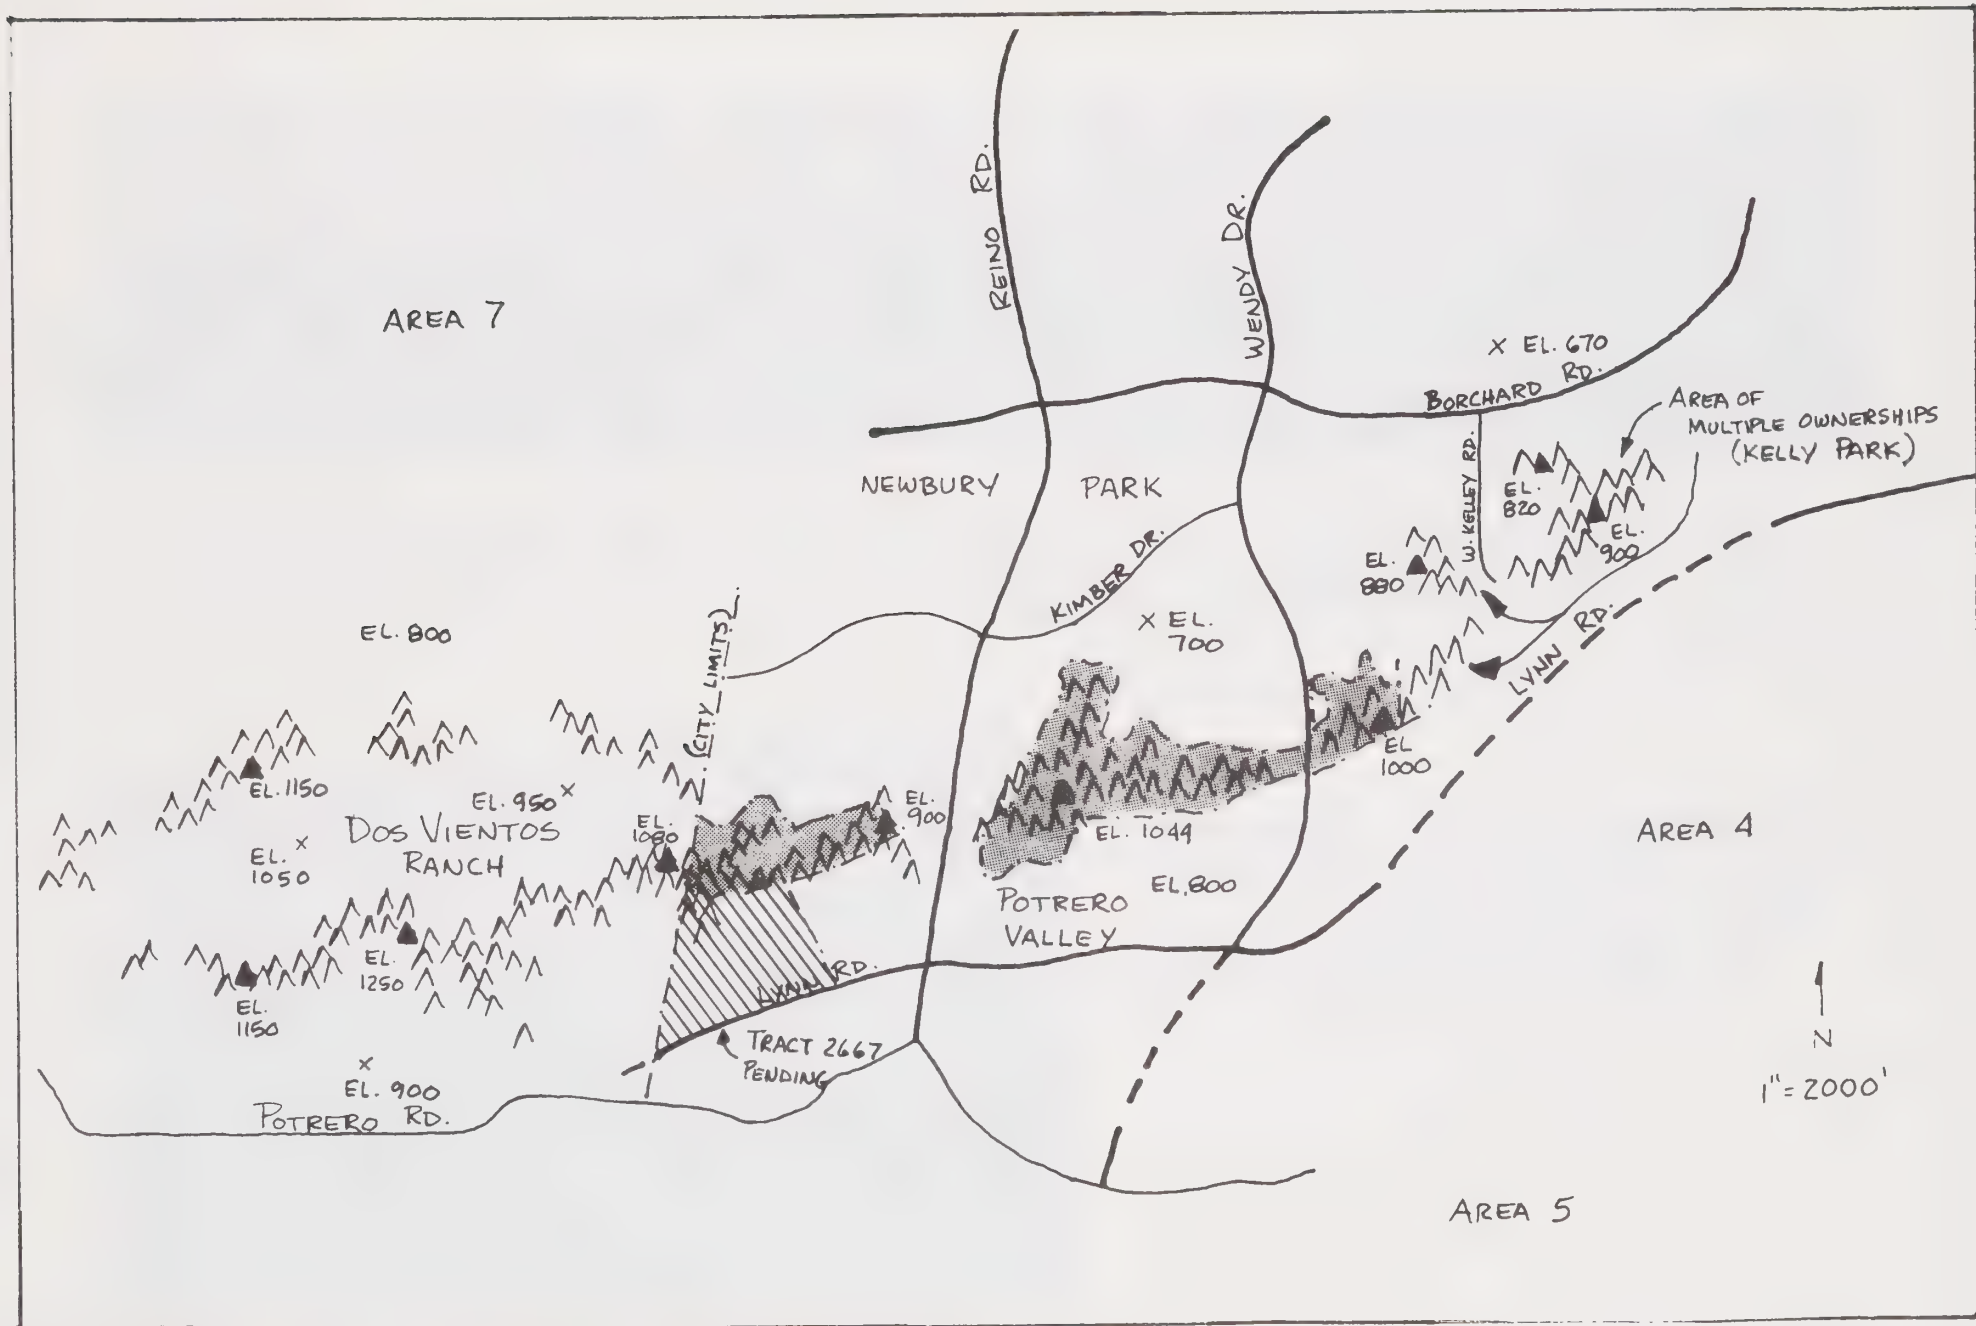 AREA 7
REINO RD.
WENDY DR.
X EL. 670
BORCHARD RD.
AREA OF
MULTIPLE OWNERSHIPS
(KELLY PARK)
NEWBURY PARK
W. KELLEY RD.
EL.
820
EL.
900
EL.
880
KIMBER DR.
X EL.
700
LYNN RD.
(CITY LIMITS)
EL. 800
EL. 1150
EL. 950 X
EL. X
1050
DOS VIENTOS
RANCH
EL.
1080
EL.
900
EL. 1044
EL
1000
AREA 4
POTRERO
VALLEY
EL. 800
EL.
1250
EL.
1150
LYNN RD.
TRACT 2667
PENDING
X
EL. 900
POTRERO RD.
N
1"=2000'
AREA 5